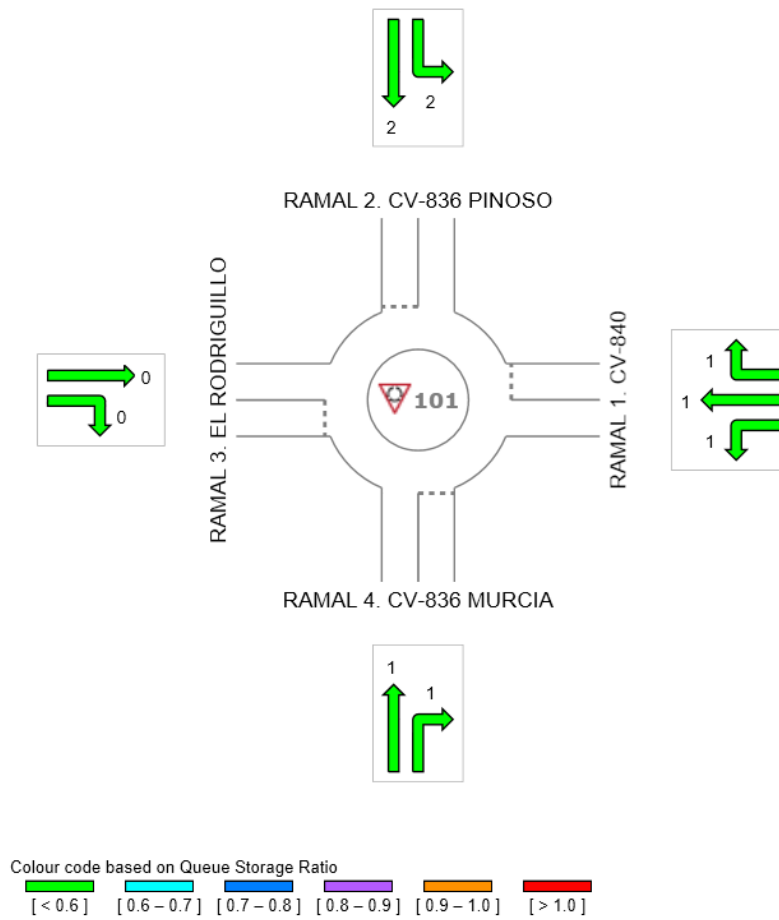 2
2
RAMAL 2. CV-836 PINOSO
RAMAL 3. EL RODRIGUILLO
0
0
101
RAMAL 1. CV-840
1
1
1
RAMAL 4. CV-836 MURCIA
1
1
Colour code based on Queue Storage Ratio
[ < 0.6 ] [ 0.6 – 0.7 ] [ 0.7 – 0.8 ] [ 0.8 – 0.9 ] [ 0.9 – 1.0 ] [ > 1.0 ]